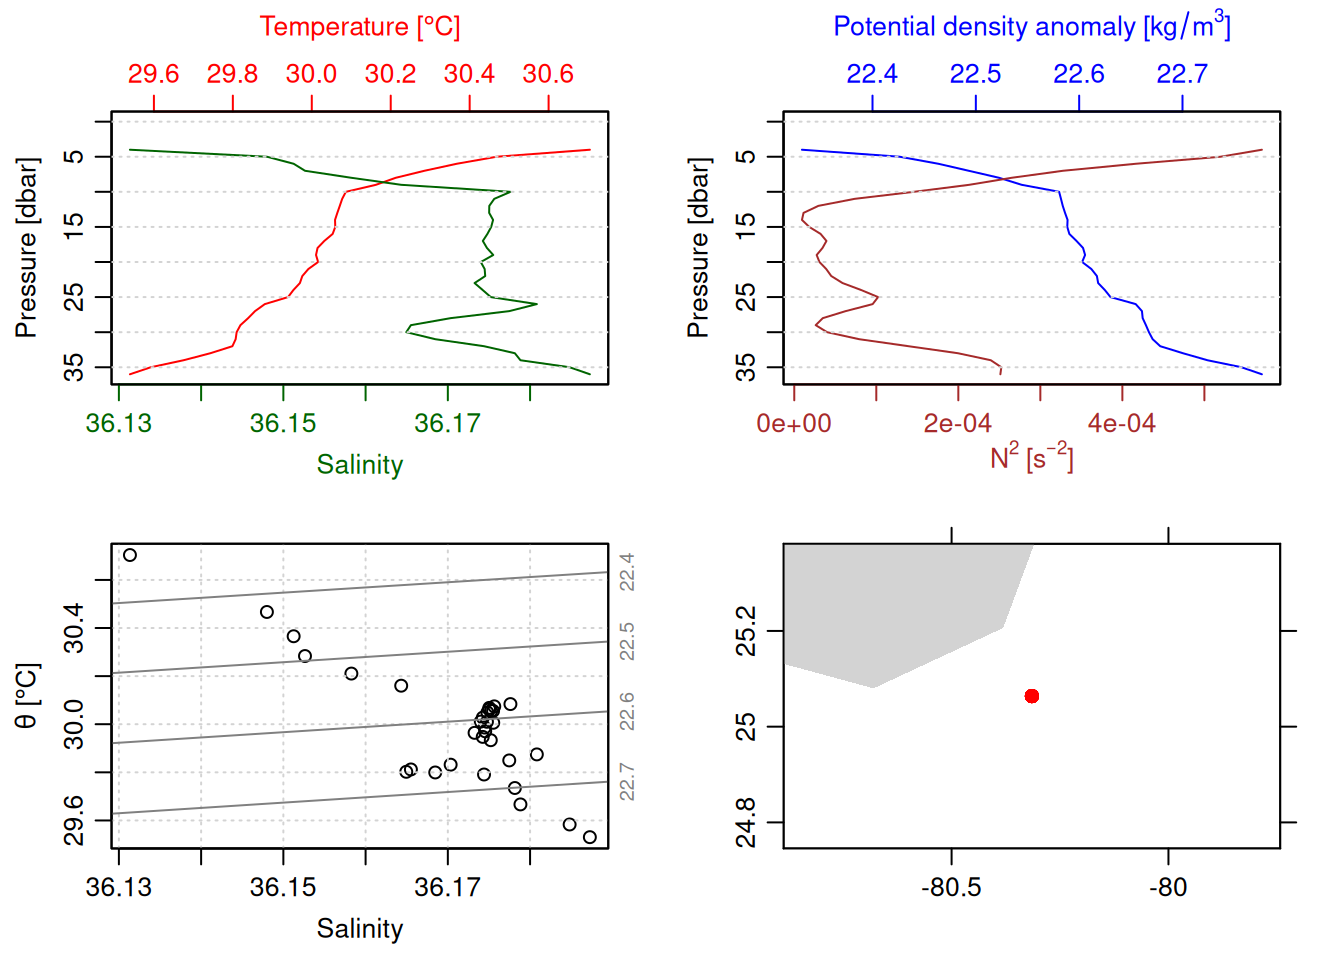 Temperature [°C]
29.6 29.8 30.0 30.2 30.4 30.6
Pressure [dbar]
5
15
25
35
36.13 36.15 36.17
Salinity
Potential density anomaly [kg/m³]
22.4 22.5 22.6 22.7
Pressure [dbar]
5
15
25
35
0e+00 2e-04 4e-04
N² [s⁻²]
θ [°C]
30.4
30.0
29.6
22.4
22.5
22.6
22.7
36.13 36.15 36.17
Salinity
25.2
25
24.8
-80.5 -80